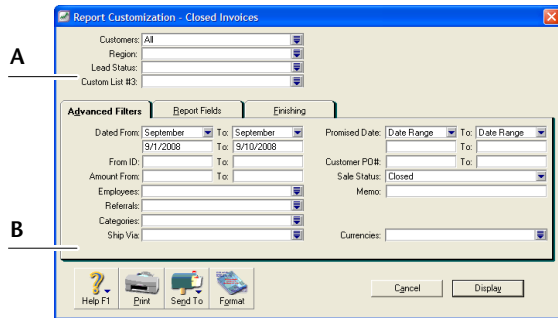 Report Customization - Closed Invoices
A
Customers: All
Region:
Lead Status:
Custom List #3:
Advanced Filters Report Fields Finishing
Dated From: September To: September Promised Date: Date Range To: Date Range
9/1/2008 To: 9/10/2008 To:
From ID: To: Customer PO#: To:
Amount From: To: Sale Status: Closed
Employees: Memo:
Referrals:
Categories:
B
Ship Via: Currencies:
Help F1 Print Send To Format Cancel Display